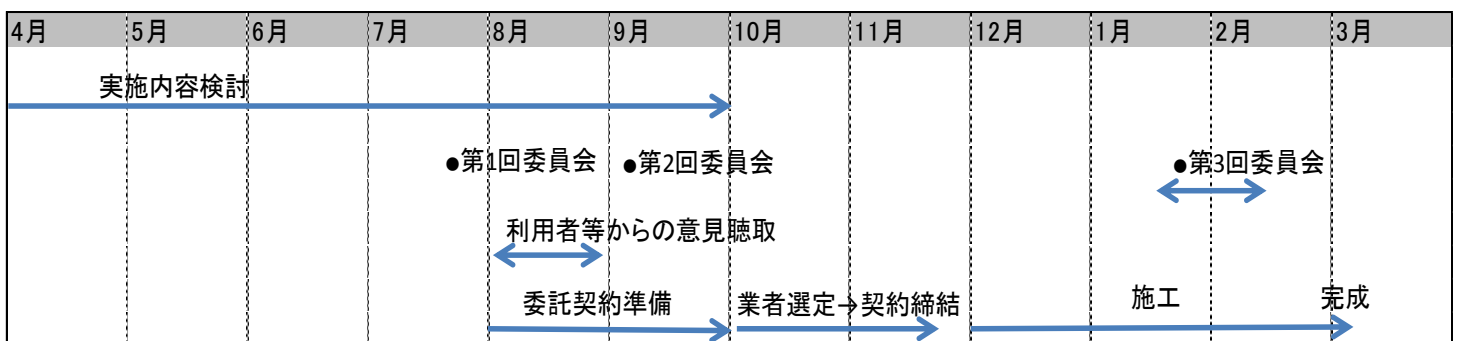 4月 5月 6月 7月 8月 9月 10月 11月 12月 1月 2月 3月
実施内容検討
●第1回委員会 ●第2回委員会 ●第3回委員会
利用者等からの意見聴取
委託契約準備 業者選定→契約締結 施工 完成